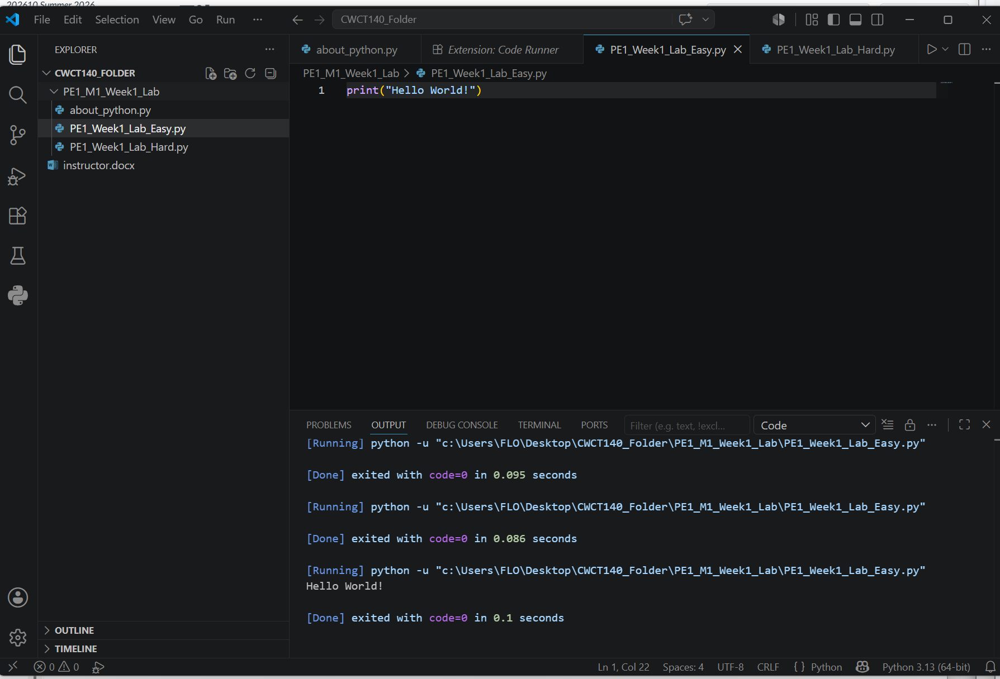 202610 Summer 2026
File Edit Selection View Go Run ··· CWCT140_Folder
EXPLORER ···
about_python.py Extension: Code Runner PE1_Week1_Lab_Easy.py PE1_Week1_Lab_Hard.py ···
CWCT140_FOLDER
PE1_M1_Week1_Lab
about_python.py
PE1_Week1_Lab_Easy.py
PE1_Week1_Lab_Hard.py
instructor.docx
PE1_M1_Week1_Lab > PE1_Week1_Lab_Easy.py
1 print("Hello World!")
PROBLEMS OUTPUT DEBUG CONSOLE TERMINAL PORTS Filter (e.g. text, !excl... Code ···
[Running] python -u "c:\Users\FLO\Desktop\CWCT140_Folder\PE1_M1_Week1_Lab\PE1_Week1_Lab_Easy.py"
[Done] exited with code=0 in 0.095 seconds
[Running] python -u "c:\Users\FLO\Desktop\CWCT140_Folder\PE1_M1_Week1_Lab\PE1_Week1_Lab_Easy.py"
[Done] exited with code=0 in 0.086 seconds
[Running] python -u "c:\Users\FLO\Desktop\CWCT140_Folder\PE1_M1_Week1_Lab\PE1_Week1_Lab_Easy.py"
Hello World!
[Done] exited with code=0 in 0.1 seconds
OUTLINE
TIMELINE
0 0 Ln 1, Col 22 Spaces: 4 UTF-8 CRLF { } Python Python 3.13 (64-bit)